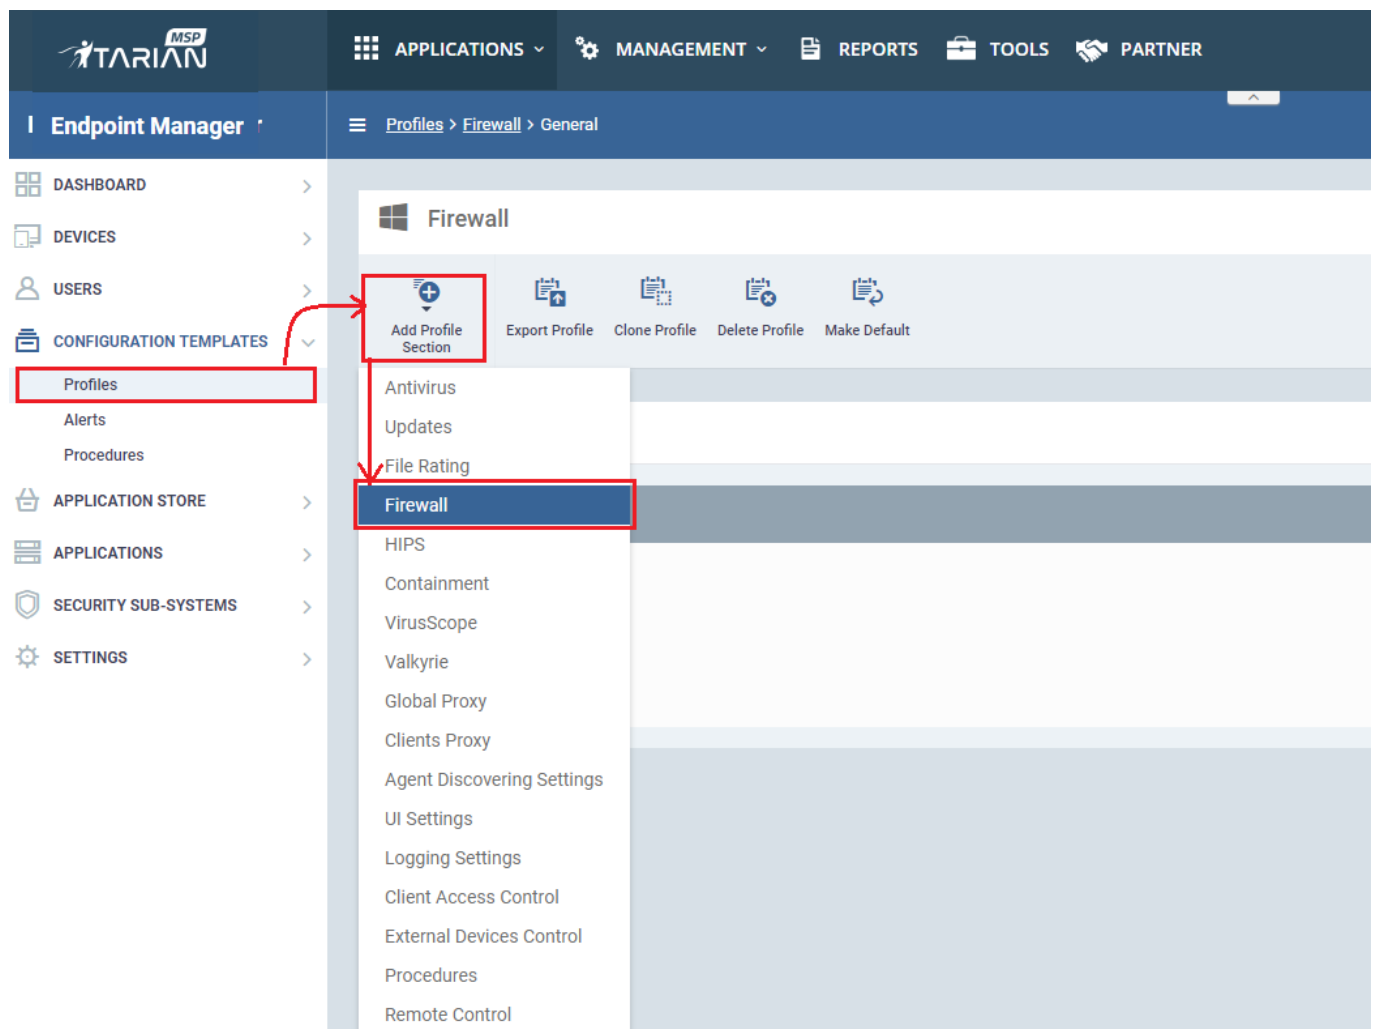 MSP
ITARIAN
APPLICATIONS
MANAGEMENT
REPORTS
TOOLS
PARTNER
Endpoint Manager
Profiles > Firewall > General
DASHBOARD
DEVICES
USERS
CONFIGURATION TEMPLATES
Profiles
Alerts
Procedures
APPLICATION STORE
APPLICATIONS
SECURITY SUB-SYSTEMS
SETTINGS
Firewall
Add Profile
Section
Export Profile
Clone Profile
Delete Profile
Make Default
Antivirus
Updates
File Rating
Firewall
HIPS
Containment
VirusScope
Valkyrie
Global Proxy
Clients Proxy
Agent Discovering Settings
UI Settings
Logging Settings
Client Access Control
External Devices Control
Procedures
Remote Control